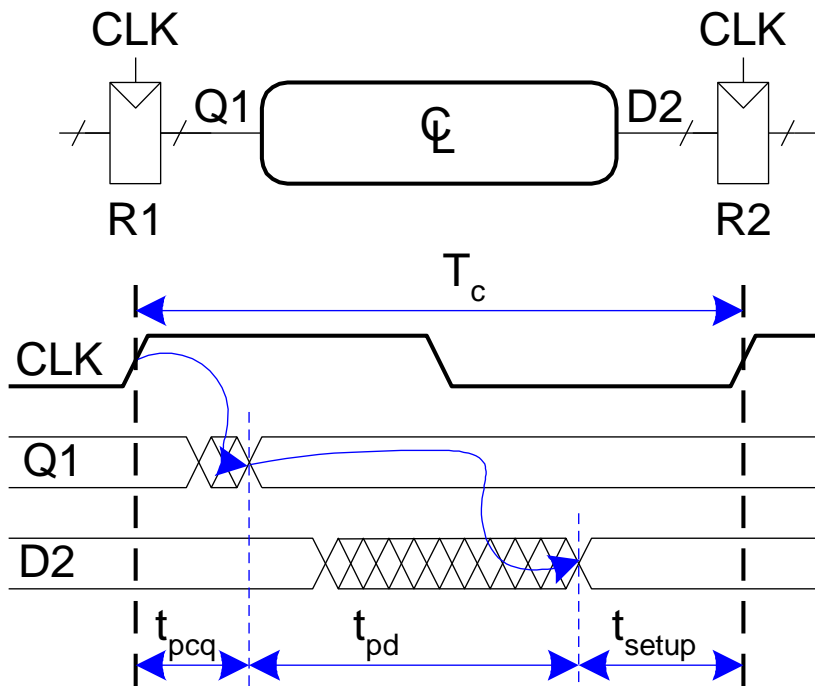 CLK CLK
Q1 CL D2
R1 R2
Tc
CLK
Q1
D2
tpcq tpd tsetup